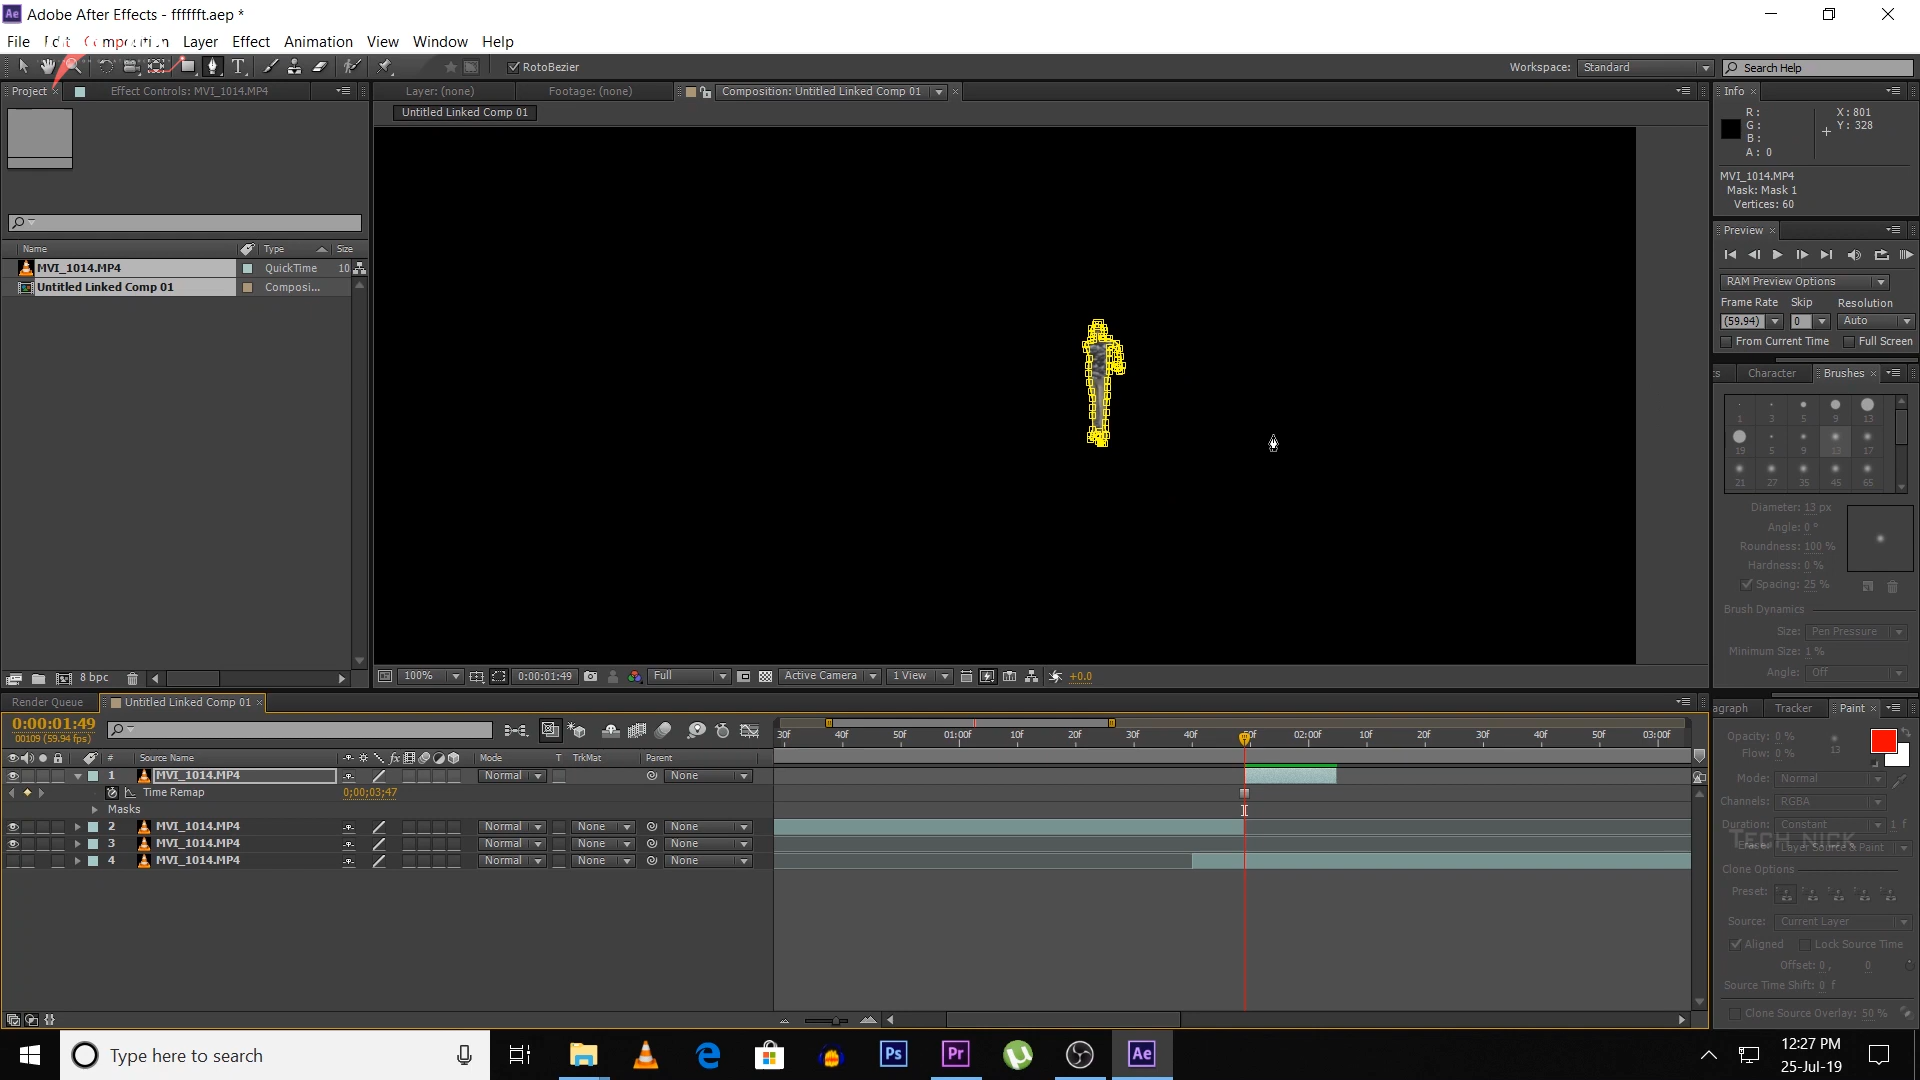 Adobe After Effects - fffffft.aep *
File Edit Composition Layer Effect Animation View Window Help
RotoBezier
Workspace: Standard
Search Help
Project
Effect Controls: MVI_1014.MP4
Layer: (none)
Footage: (none)
Composition: Untitled Linked Comp 01
Untitled Linked Comp 01
Info
R:
G:
B:
A: 0
X: 801
Y: 328
MVI_1014.MP4
Mask: Mask 1
Vertices: 60
Name Type Size
MVI_1014.MP4 QuickTime 10
Untitled Linked Comp 01 Composi...
Preview
RAM Preview Options
Frame Rate Skip Resolution
(59.94) 0 Auto
From Current Time Full Screen
Character Brushes
1 3 5 9 13
19 5 9 13 17
21 27 35 45 65
Diameter: 13 px
Angle: 0 °
Roundness: 100 %
Hardness: 0 %
Spacing: 25 %
Brush Dynamics
Size: Pen Pressure
Minimum Size: 1 %
Angle: Off
8 bpc
100% 0:00:01:49 Full Active Camera 1 View +0.0
Render Queue Untitled Linked Comp 01
0:00:01:49
00109 (59.94 fps)
30f 40f 50f 01:00f 10f 20f 30f 40f 02:00f 10f 20f 30f 40f 50f 03:00f
# Source Name Mode T TrkMat Parent
1 MVI_1014.MP4 Normal None
Time Remap 0;00;03;47
Masks
2 MVI_1014.MP4 Normal None None
3 MVI_1014.MP4 Normal None None
4 MVI_1014.MP4 Normal None None
agraph Tracker Paint
Opacity: 0 %
Flow: 0 %
13
Mode: Normal
Channels: RGBA
Duration: Constant 1 f
TECH NICK
Erase: Layer Source & Paint
Clone Options
Preset:
Source: Current Layer
Aligned Lock Source Time
Offset: 0 , 0
Source Time Shift: 0 f
Clone Source Overlay: 50 %
Type here to search
Ps
Pr
Ae
12:27 PM
25-Jul-19